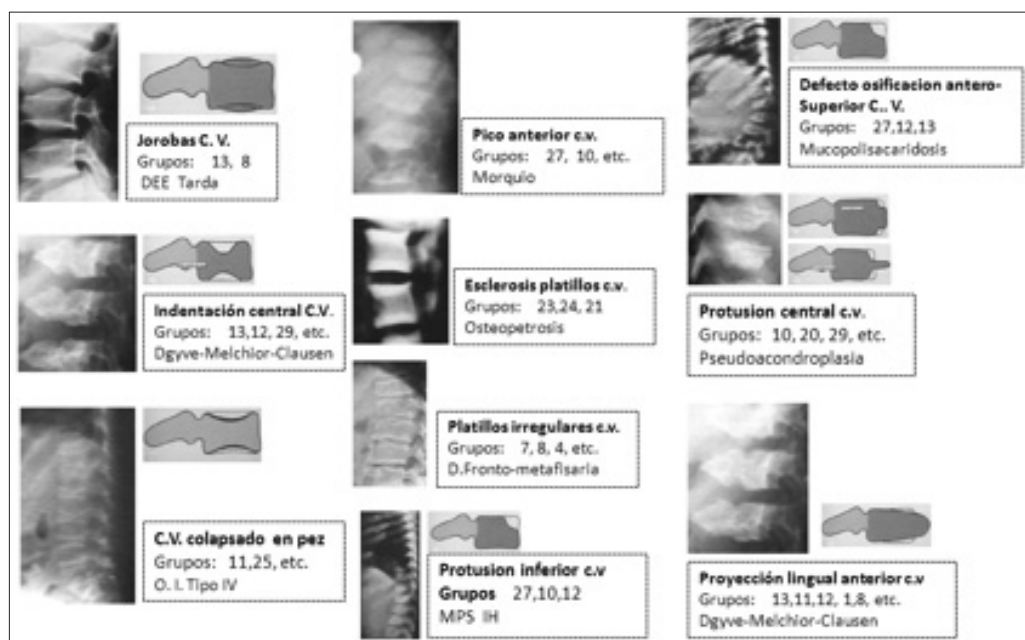 Jorobas C. V.
Grupos: 13, 8
DEE Tarda
Indentación central C.V.
Grupos: 13,12, 29, etc.
Dgyve-Melchior-Clausen
C.V. colapsado en pez
Grupos: 11,25, etc.
O. I. Tipo IV
Pico anterior c.v.
Grupos: 27, 10, etc.
Morquio
Esclerosis platillos c.v.
Grupos: 23,24, 21
Osteopetrosis
Platillos irregulares c.v.
Grupos: 7, 8, 4, etc.
D.Fronto-metafisaria
Protusion inferior c.v
Grupos 27,10,12
MPS IH
Defecto osificacion antero-
Superior C.. V.
Grupos: 27,12,13
Mucopolisacaridosis
Protusion central c.v.
Grupos: 10, 20, 29, etc.
Pseudoacondroplasia
Proyección lingual anterior c.v
Grupos: 13,11,12, 1,8, etc.
Dgyve-Melchior-Clausen